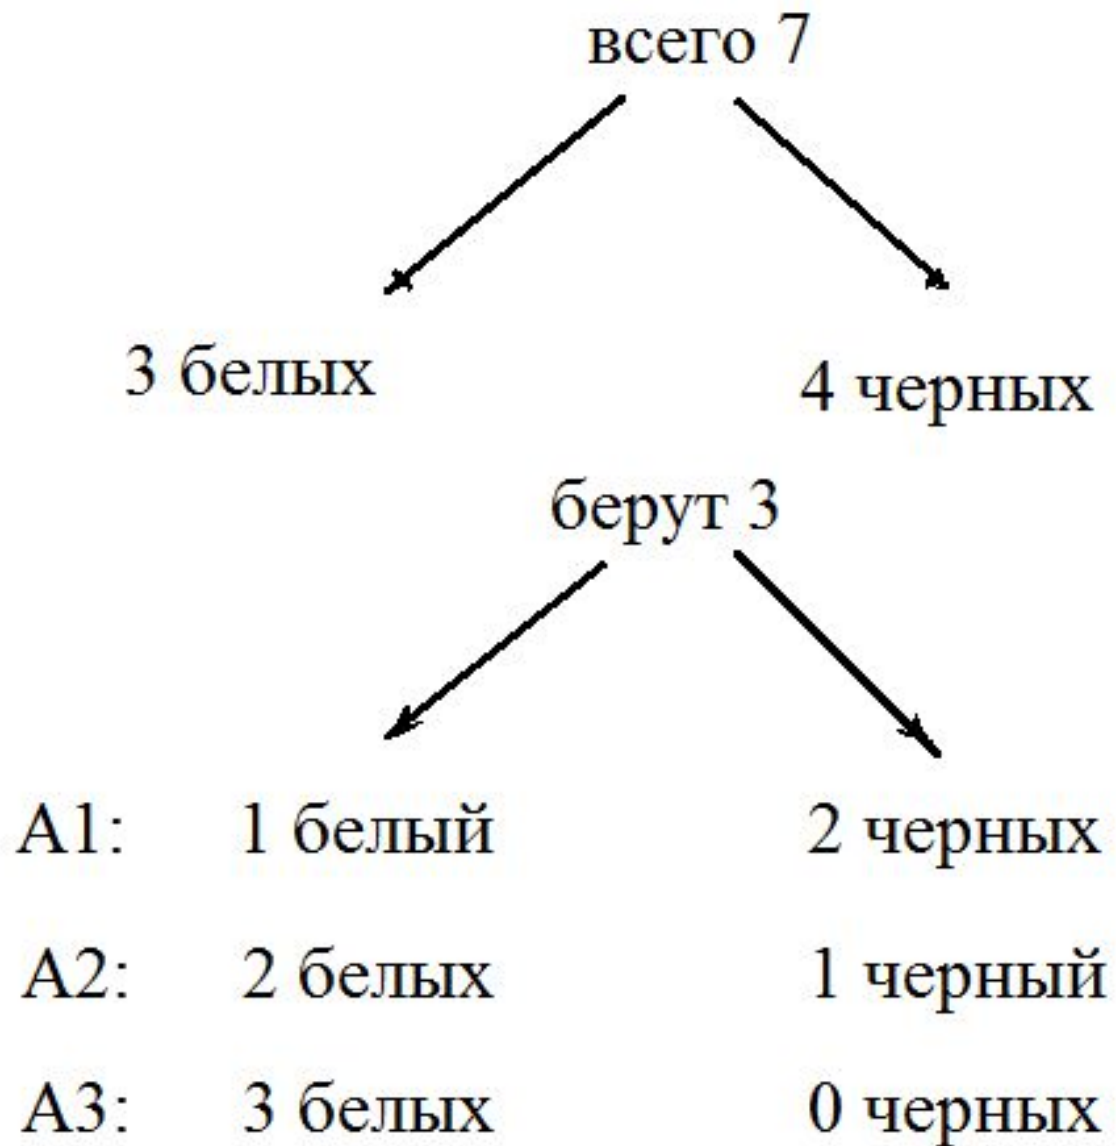 всего 7
3 белых 4 черных
берут 3
А1: 1 белый 2 черных
А2: 2 белых 1 черный
А3: 3 белых 0 черных